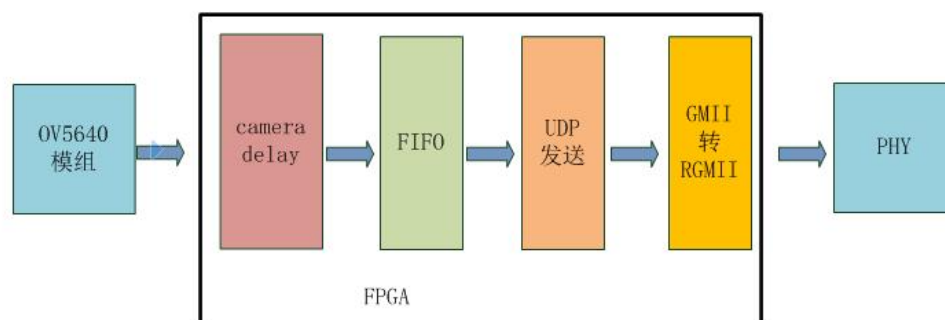 OV5640
模组
camera
delay
FIFO
UDP
发送
GMII
转
RGMII
PHY
FPGA